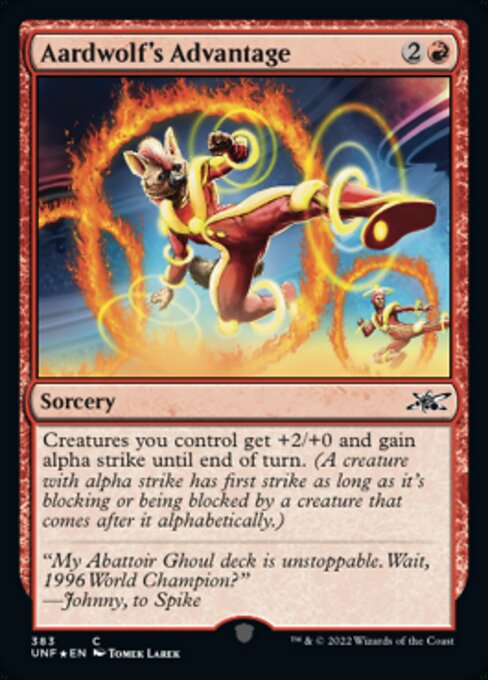 Aardwolf's Advantage 2
Sorcery
Creatures you control get +2/+0 and gain
alpha strike until end of turn. (A creature
with alpha strike has first strike as long as it's
blocking or being blocked by a creature that
comes after it alphabetically.)
"My Abattoir Ghoul deck is unstoppable. Wait,
1996 World Champion?"
—Johnny, to Spike
383 C
UNF★EN Tomek Larek ™ & © 2022 Wizards of the Coast